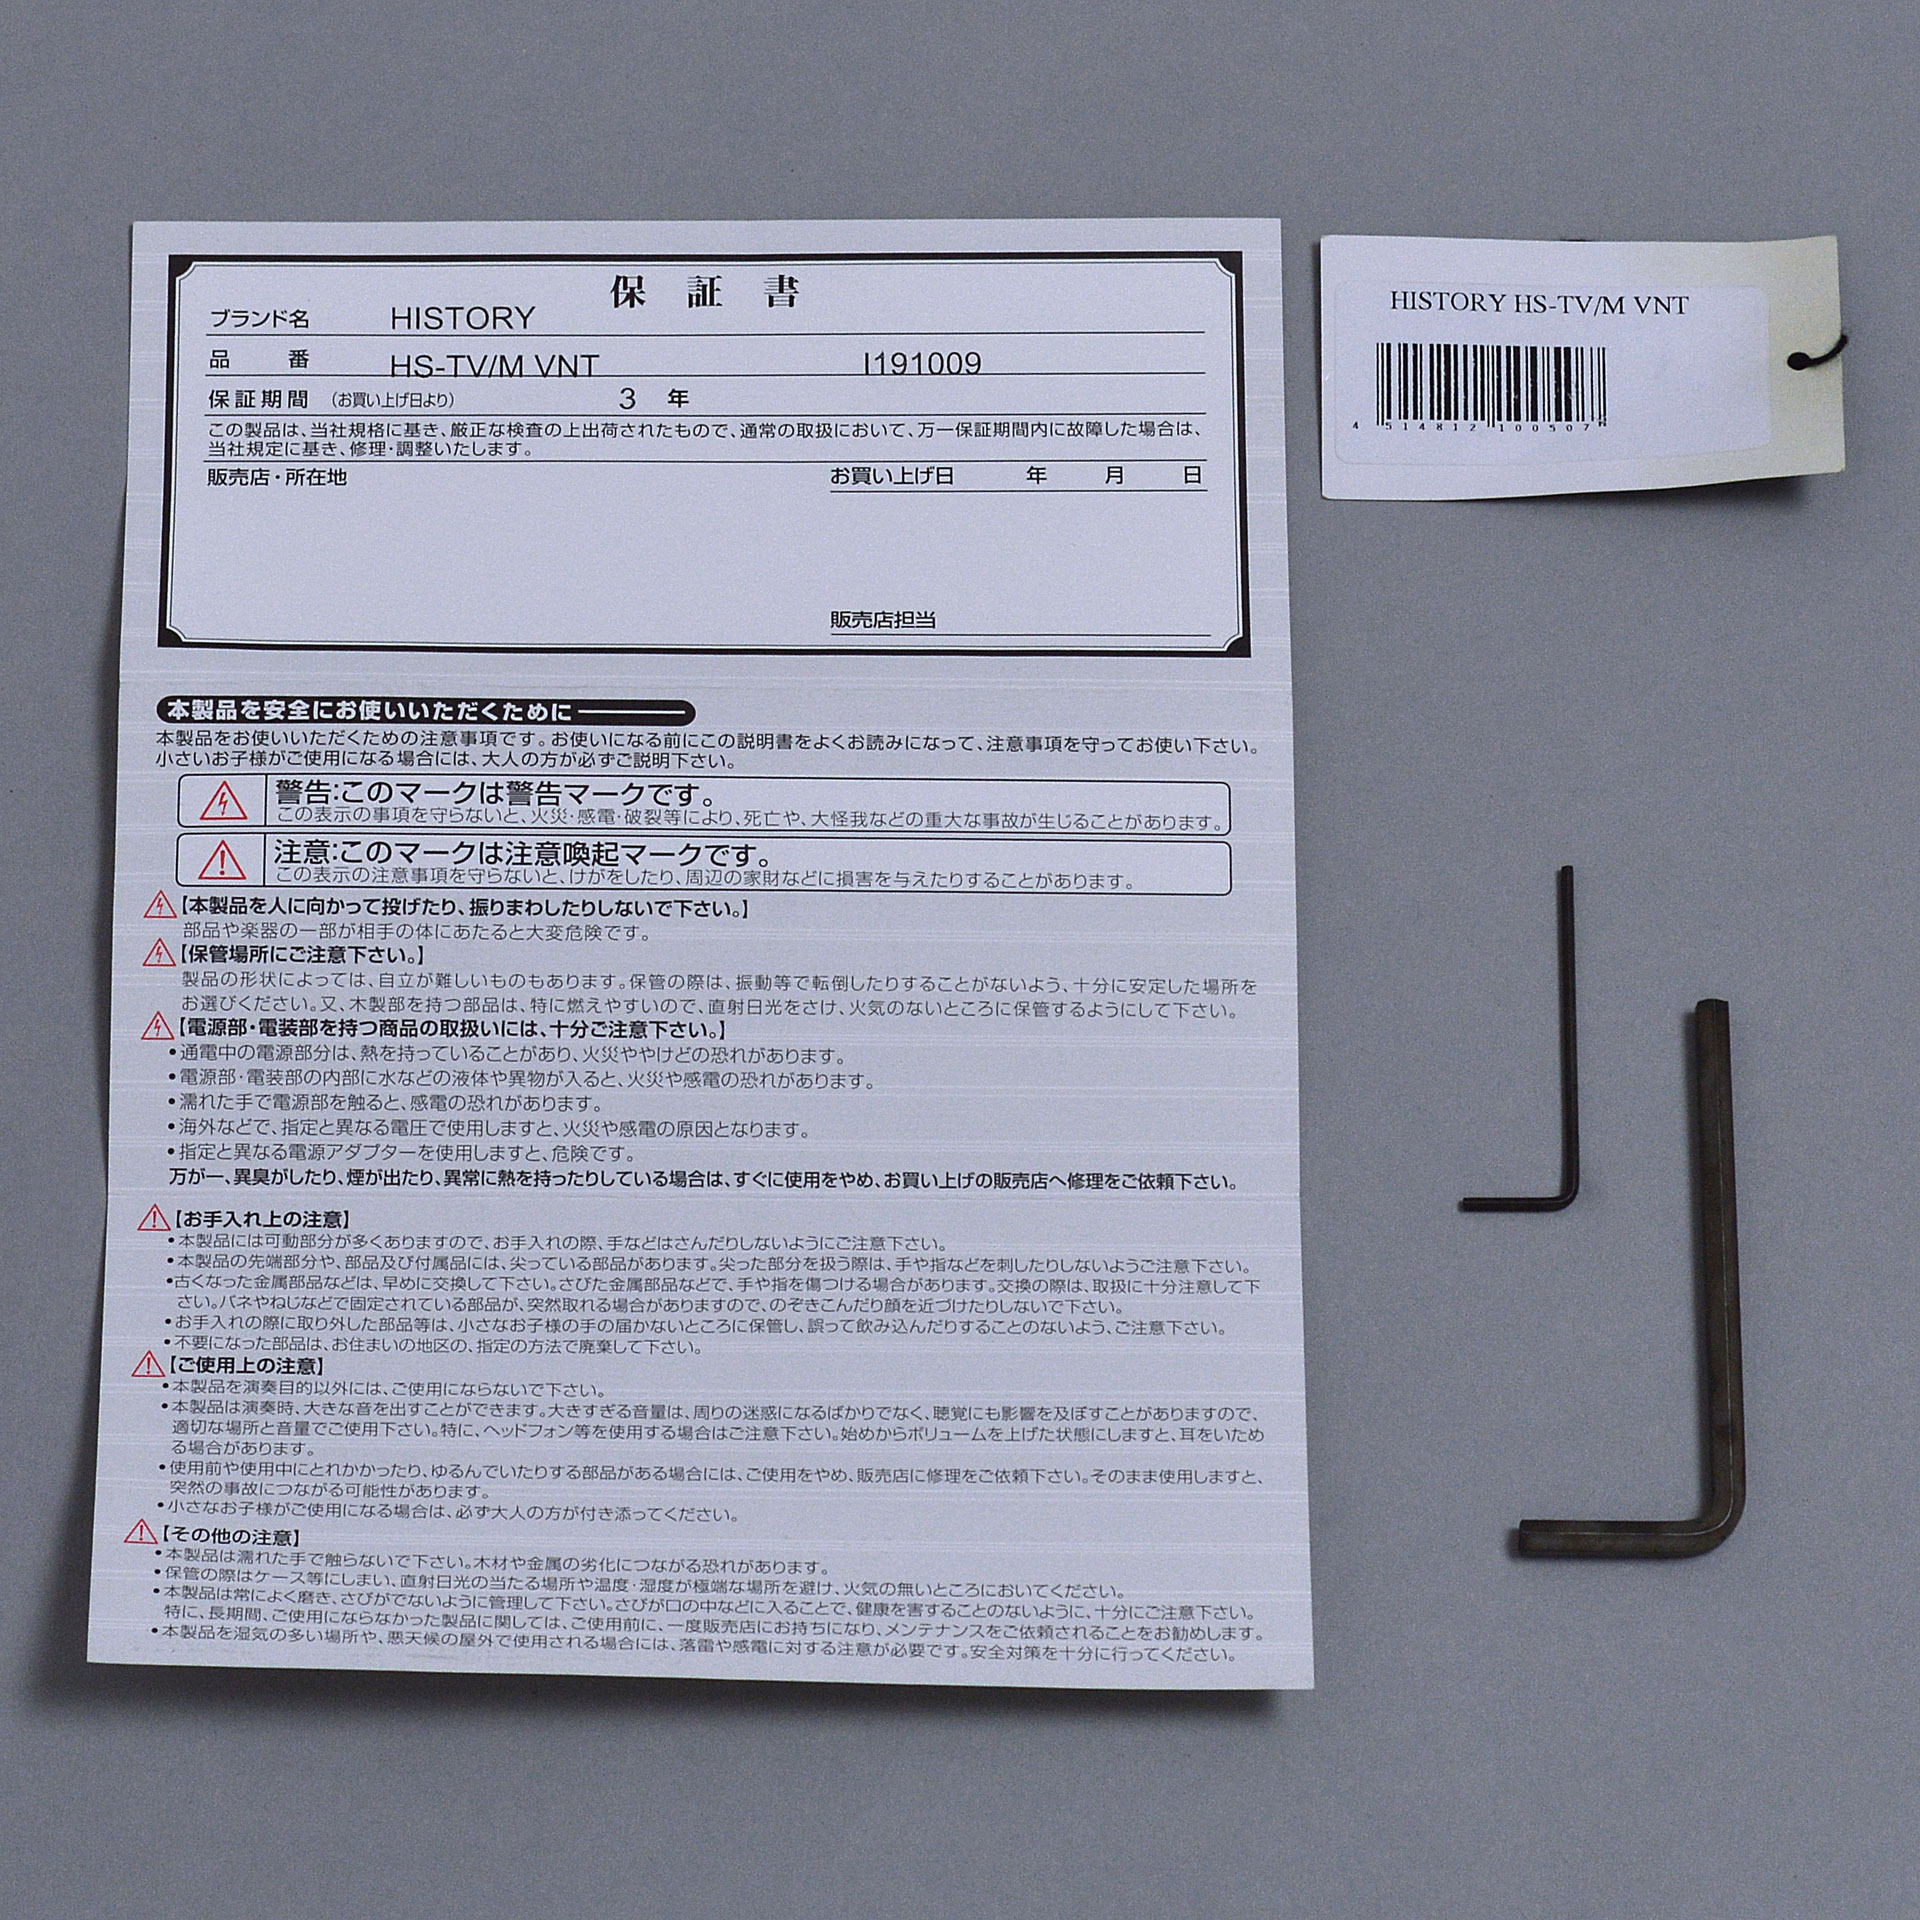 保証書
ブランド名 HISTORY
品番 HS-TV/M VNT I191009
保証期間 (お買い上げ日より) 3 年
この製品は、当社規格に基き、厳正な検査の上出荷されたもので、通常の取扱において、万一保証期間内に故障した場合は、
当社規定に基き、修理・調整いたします。
販売店・所在地 お買い上げ日 年 月 日
販売店担当
本製品を安全にお使いいただくために
本製品をお使いいただくための注意事項です。お使いになる前にこの説明書をよくお読みになって、注意事項を守ってお使い下さい。
小さいお子様がご使用になる場合には、大人の方が必ずご説明下さい。
警告:このマークは警告マークです。
この表示の事項を守らないと、火災・感電・破裂等により、死亡や、大怪我などの重大な事故が生じることがあります。
注意:このマークは注意喚起マークです。
この表示の注意事項を守らないと、けがをしたり、周辺の家財などに損害を与えたりすることがあります。
【本製品を人に向かって投げたり、振りまわしたりしないで下さい。】
部品や楽器の一部が相手の体にあたると大変危険です。
【保管場所にご注意下さい。】
製品の形状によっては、自立が難しいものもあります。保管の際は、振動等で転倒したりすることがないよう、十分に安定した場所を
お選びください。又、木製部を持つ部品は、特に燃えやすいので、直射日光をさけ、火気のないところに保管するようにして下さい。
【電源部・電装部を持つ商品の取扱いには、十分ご注意下さい。】
•通電中の電源部分は、熱を持っていることがあり、火災ややけどの恐れがあります。
•電源部・電装部の内部に水などの液体や異物が入ると、火災や感電の恐れがあります。
•濡れた手で電源部を触ると、感電の恐れがあります。
•海外などで、指定と異なる電圧で使用しますと、火災や感電の原因となります。
•指定と異なる電源アダプターを使用しますと、危険です。
万が一、異臭がしたり、煙が出たり、異常に熱を持ったりしている場合は、すぐに使用をやめ、お買い上げの販売店へ修理をご依頼下さい。
【お手入れ上の注意】
•本製品には可動部分が多くありますので、お手入れの際、手などはさんだりしないようにご注意下さい。
•本製品の先端部分や、部品及び付属品には、尖っている部品があります。尖った部分を扱う際は、手や指などを刺したりしないようご注意下さい。
•古くなった金属部品などは、早めに交換して下さい。さびた金属部品などで、手や指を傷つける場合があります。交換の際は、取扱に十分注意して下
さい。バネやねじなどで固定されている部品が、突然取れる場合がありますので、のぞきこんだり顔を近づけたりしないで下さい。
•お手入れの際に取り外した部品等は、小さなお子様の手の届かないところに保管し、誤って飲み込んだりすることのないよう、ご注意下さい。
•不要になった部品は、お住まいの地区の、指定の方法で廃棄して下さい。
【ご使用上の注意】
•本製品を演奏目的以外には、ご使用にならないで下さい。
•本製品は演奏時、大きな音を出すことができます。大きすぎる音量は、周りの迷惑になるばかりでなく、聴覚にも影響を及ぼすことがありますので、
適切な場所と音量でご使用下さい。特に、ヘッドフォン等を使用する場合はご注意下さい。始めからボリュームを上げた状態にしますと、耳をいため
る場合があります。
•使用前や使用中にとれかかったり、ゆるんでいたりする部品がある場合には、ご使用をやめ、販売店に修理をご依頼下さい。そのまま使用しますと、
突然の事故につながる可能性があります。
•小さなお子様がご使用になる場合は、必ず大人の方が付き添ってください。
【その他の注意】
•本製品は濡れた手で触らないで下さい。木材や金属の劣化につながる恐れがあります。
•保管の際はケース等にしまい、直射日光の当たる場所や温度・湿度が極端な場所を避け、火気の無いところにおいてください。
•本製品は常によく磨き、さびがでないように管理して下さい。さびが口の中などに入ることで、健康を害することのないように、十分にご注意下さい。
特に、長期間、ご使用にならなかった製品に関しては、ご使用前に、一度販売店にお持ちになり、メンテナンスをご依頼されることをお勧めします。
•本製品を湿気の多い場所や、悪天候の屋外で使用される場合には、落雷や感電に対する注意が必要です。安全対策を十分に行ってください。
HISTORY HS-TV/M VNT
4 514812 100507